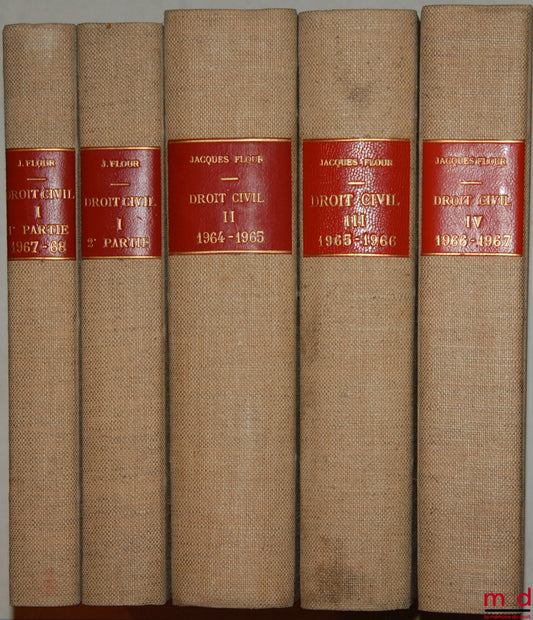 J. FLOUR
DROIT CIVIL
I
1e PARTIE
1967-68
J. FLOUR
DROIT CIVIL
I
2e PARTIE
JACQUES FLOUR
DROIT CIVIL
II
1964-1965
JACQUES FLOUR
DROIT CIVIL
III
1965-1966
JACQUES FLOUR
DROIT CIVIL
IV
1966-1967
m d